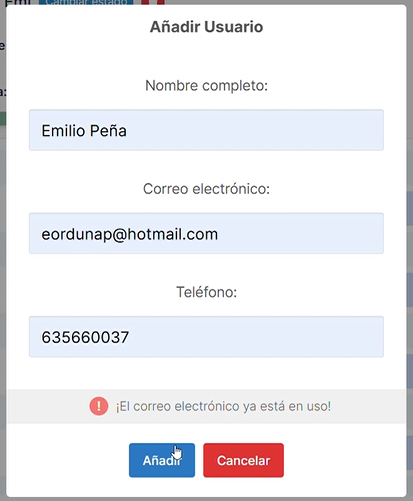 Cambiar estado
Añadir Usuario
Nombre completo:
Emilio Peña
Correo electrónico:
eordunap@hotmail.com
Teléfono:
635660037
! ¡El correo electrónico ya está en uso!
Añadir Cancelar